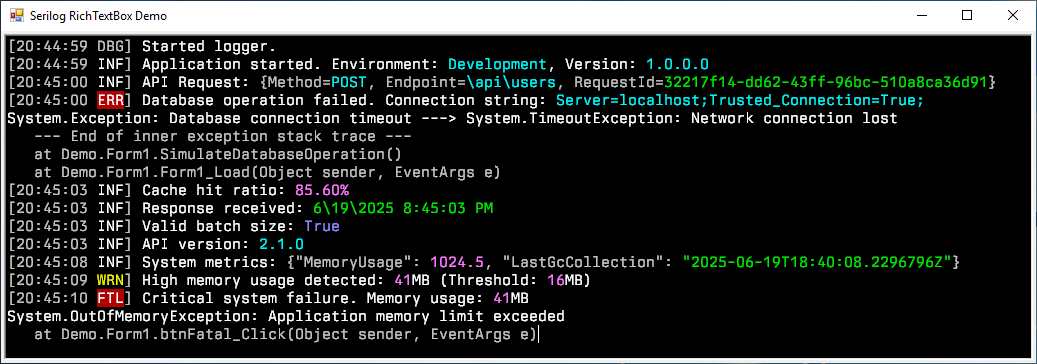 Serilog RichTextBox Demo
[20:44:59 DBG] Started logger.
[20:44:59 INF] Application started. Environment: Development, Version: 1.0.0.0
[20:45:00 INF] API Request: {Method=POST, Endpoint=\api\users, RequestId=32217f14-dd62-43ff-96bc-510a8ca36d91}
[20:45:00 ERR] Database operation failed. Connection string: Server=localhost;Trusted_Connection=True;
System.Exception: Database connection timeout ---> System.TimeoutException: Network connection lost
   --- End of inner exception stack trace ---
   at Demo.Form1.SimulateDatabaseOperation()
   at Demo.Form1.Form1_Load(Object sender, EventArgs e)
[20:45:03 INF] Cache hit ratio: 85.60%
[20:45:03 INF] Response received: 6\19\2025 8:45:03 PM
[20:45:03 INF] Valid batch size: True
[20:45:03 INF] API version: 2.1.0
[20:45:08 INF] System metrics: {"MemoryUsage": 1024.5, "LastGcCollection": "2025-06-19T18:40:08.2296796Z"}
[20:45:09 WRN] High memory usage detected: 41MB (Threshold: 16MB)
[20:45:10 FTL] Critical system failure. Memory usage: 41MB
System.OutOfMemoryException: Application memory limit exceeded
   at Demo.Form1.btnFatal_Click(Object sender, EventArgs e)